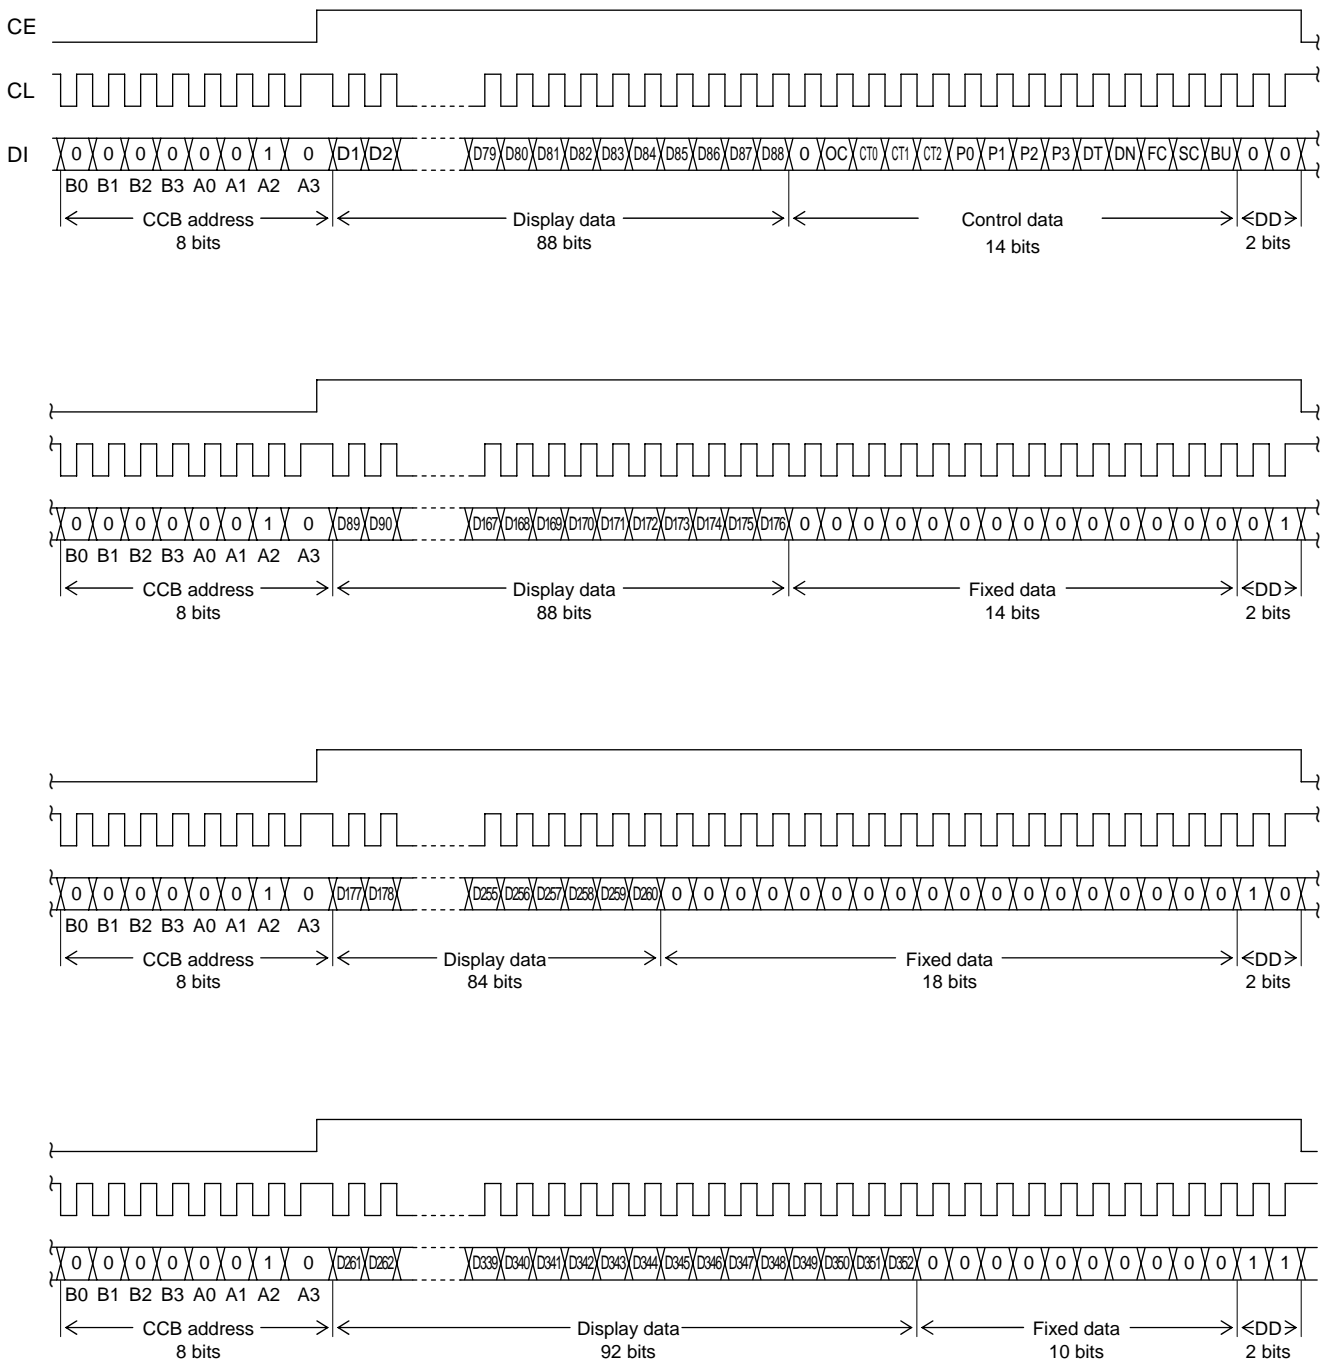 CE
CL
DI 0 0 0 0 0 0 1 0 D1 D2 D79 D80 D81 D82 D83 D84 D85 D86 D87 D88 0 OC CT0 CT1 CT2 P0 P1 P2 P3 DT DN FC SC BU 0 0
B0 B1 B2 B3 A0 A1 A2 A3
CCB address Display data Control data DD
8 bits 88 bits 14 bits 2 bits
0 0 0 0 0 0 1 0 D89 D90 D167 D168 D169 D170 D171 D172 D173 D174 D175 D176 0 0 0 0 0 0 0 0 0 0 0 0 0 0 0 1
B0 B1 B2 B3 A0 A1 A2 A3
CCB address Display data Fixed data DD
8 bits 88 bits 14 bits 2 bits
0 0 0 0 0 0 1 0 D177 D178 D255 D256 D257 D258 D259 D260 0 0 0 0 0 0 0 0 0 0 0 0 0 0 0 0 0 0 1 0
B0 B1 B2 B3 A0 A1 A2 A3
CCB address Display data Fixed data DD
8 bits 84 bits 18 bits 2 bits
0 0 0 0 0 0 1 0 D261 D262 D339 D340 D341 D342 D343 D344 D345 D346 D347 D348 D349 D350 D351 D352 0 0 0 0 0 0 0 0 0 0 1 1
B0 B1 B2 B3 A0 A1 A2 A3
CCB address Display data Fixed data DD
8 bits 92 bits 10 bits 2 bits